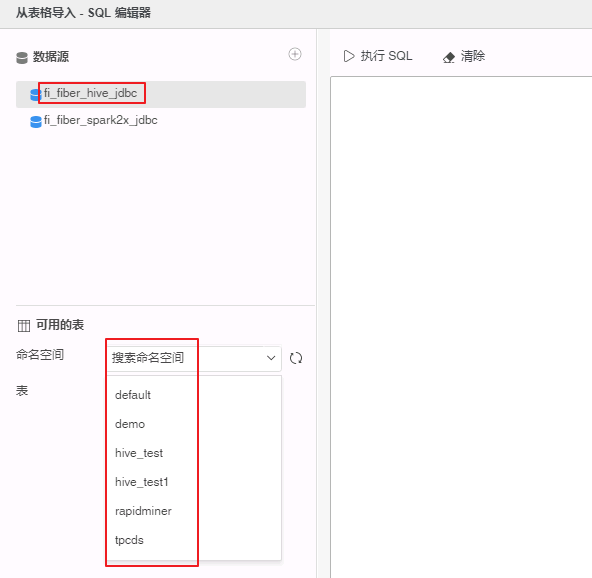 从表格导入 - SQL 编辑器
数据源
执行 SQL 清除
fi_fiber_hive_jdbc
fi_fiber_spark2x_jdbc
可用的表
命名空间 搜索命名空间
表
default
demo
hive_test
hive_test1
rapidminer
tpcds